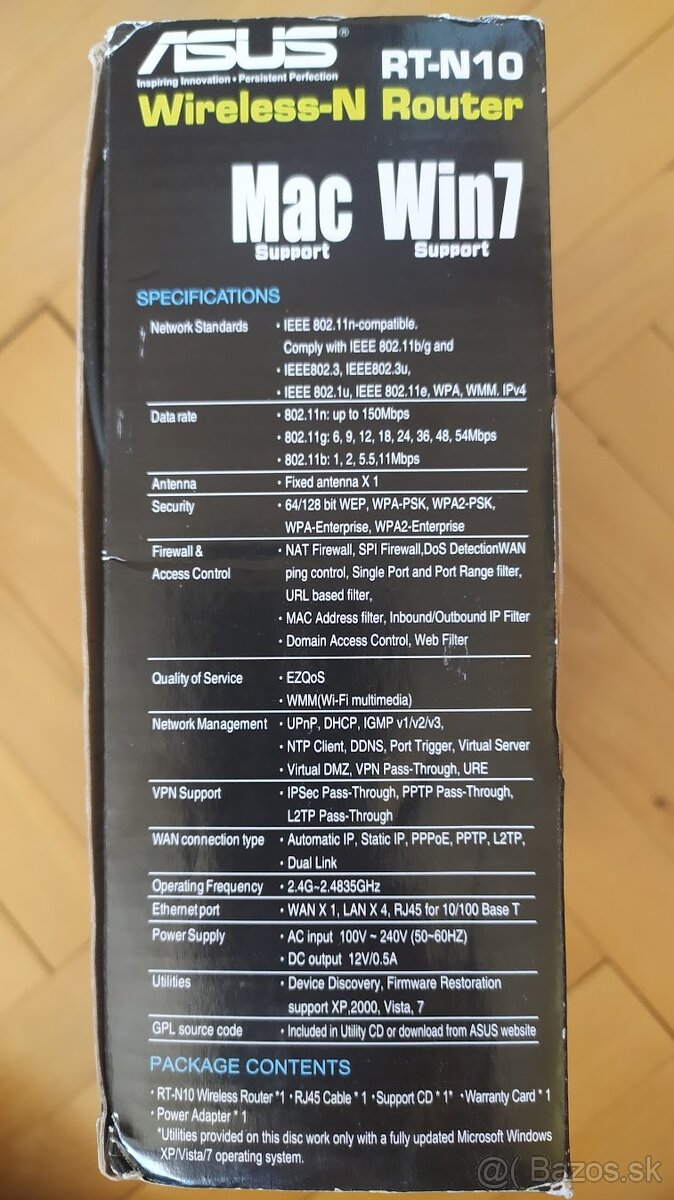 ASUS®
Inspiring Innovation • Persistent Perfection
RT-N10
Wireless-N Router
Mac Win7
Support Support
SPECIFICATIONS
Network Standards • IEEE 802.11n-compatible.
Comply with IEEE 802.11b/g and
• IEEE802.3, IEEE802.3u,
• IEEE 802.1u, IEEE 802.11e, WPA, WMM. IPv4
Data rate • 802.11n: up to 150Mbps
• 802.11g: 6, 9, 12, 18, 24, 36, 48, 54Mbps
• 802.11b: 1, 2, 5.5,11Mbps
Antenna • Fixed antenna X 1
Security • 64/128 bit WEP, WPA-PSK, WPA2-PSK,
WPA-Enterprise, WPA2-Enterprise
Firewall & • NAT Firewall, SPI Firewall,DoS DetectionWAN
Access Control ping control, Single Port and Port Range filter,
URL based filter,
• MAC Address filter, Inbound/Outbound IP Filter
• Domain Access Control, Web Filter
Quality of Service • EZQoS
• WMM(Wi-Fi multimedia)
Network Management • UPnP, DHCP, IGMP v1/v2/v3,
• NTP Client, DDNS, Port Trigger, Virtual Server
• Virtual DMZ, VPN Pass-Through, URE
VPN Support • IPSec Pass-Through, PPTP Pass-Through,
L2TP Pass-Through
WAN connection type • Automatic IP, Static IP, PPPoE, PPTP, L2TP,
• Dual Link
Operating Frequency • 2.4G~2.4835GHz
Ethernet port • WAN X 1, LAN X 4, RJ45 for 10/100 Base T
Power Supply • AC input 100V ~ 240V (50~60HZ)
• DC output 12V/0.5A
Utilities • Device Discovery, Firmware Restoration
support XP,2000, Vista, 7
GPL source code • Included in Utility CD or download from ASUS website
PACKAGE CONTENTS
• RT-N10 Wireless Router *1 • RJ45 Cable * 1 • Support CD * 1* • Warranty Card * 1
• Power Adapter * 1
*Utilities provided on this disc work only with a fully updated Microsoft Windows
XP/Vista/7 operating system.
@( Bazos.sk